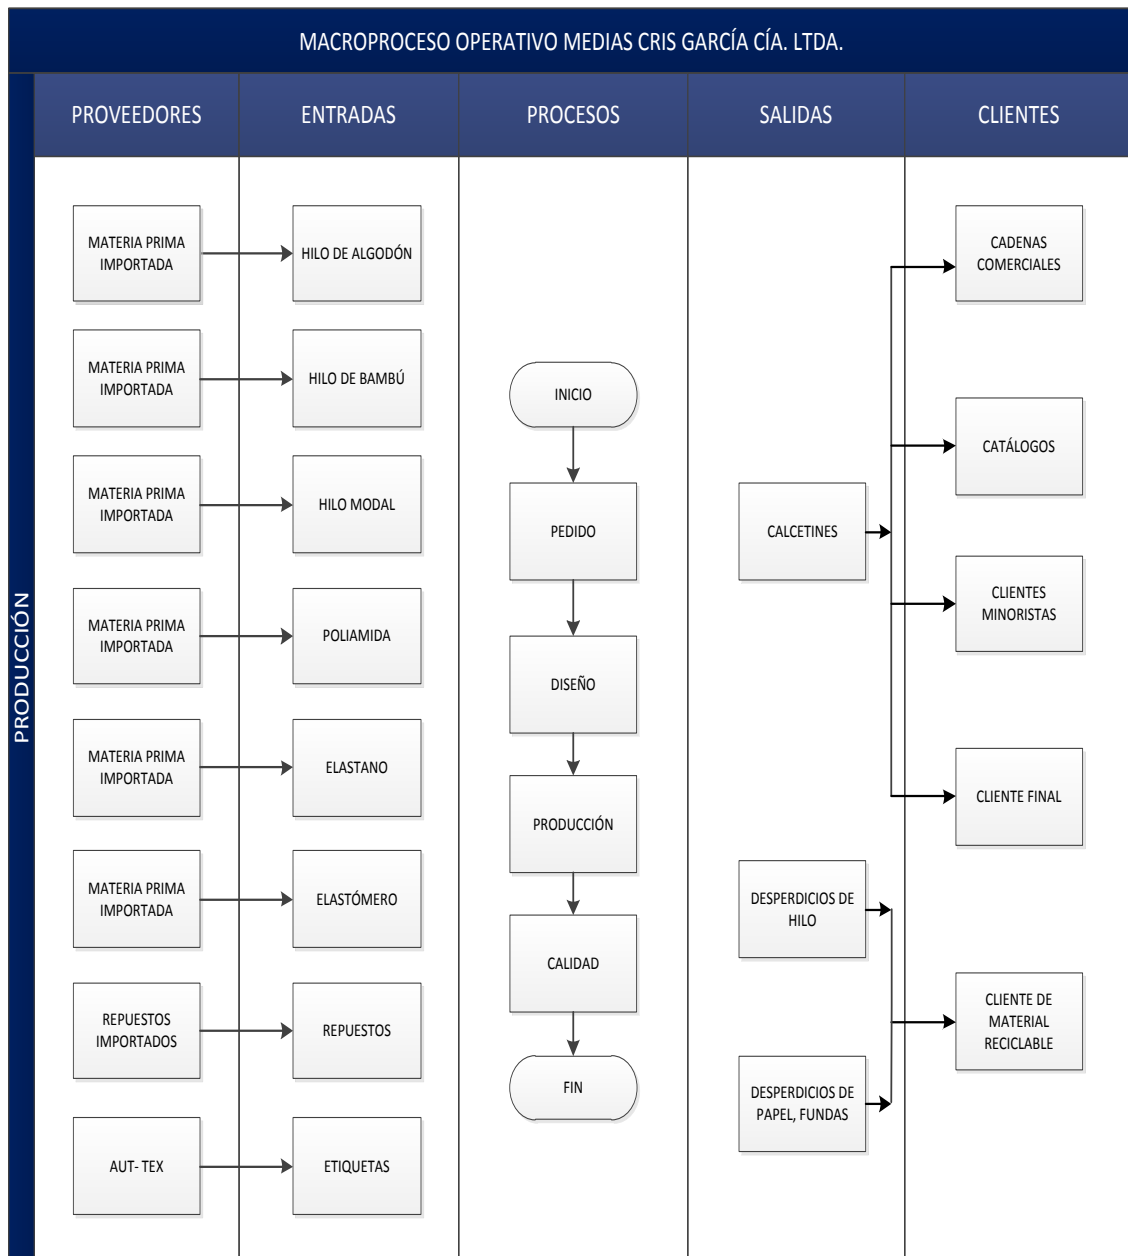 MACROPROCESO OPERATIVO MEDIAS CRIS GARCÍA CÍA. LTDA.
PRODUCCIÓN
PROVEEDORES
ENTRADAS
PROCESOS
SALIDAS
CLIENTES
MATERIA PRIMA
IMPORTADA
MATERIA PRIMA
IMPORTADA
MATERIA PRIMA
IMPORTADA
MATERIA PRIMA
IMPORTADA
MATERIA PRIMA
IMPORTADA
MATERIA PRIMA
IMPORTADA
REPUESTOS
IMPORTADOS
AUT- TEX
HILO DE ALGODÓN
HILO DE BAMBÚ
HILO MODAL
POLIAMIDA
ELASTANO
ELASTÓMERO
REPUESTOS
ETIQUETAS
INICIO
PEDIDO
DISEÑO
PRODUCCIÓN
CALIDAD
FIN
CALCETINES
DESPERDICIOS DE
HILO
DESPERDICIOS DE
PAPEL, FUNDAS
CADENAS
COMERCIALES
CATÁLOGOS
CLIENTES
MINORISTAS
CLIENTE FINAL
CLIENTE DE
MATERIAL
RECICLABLE